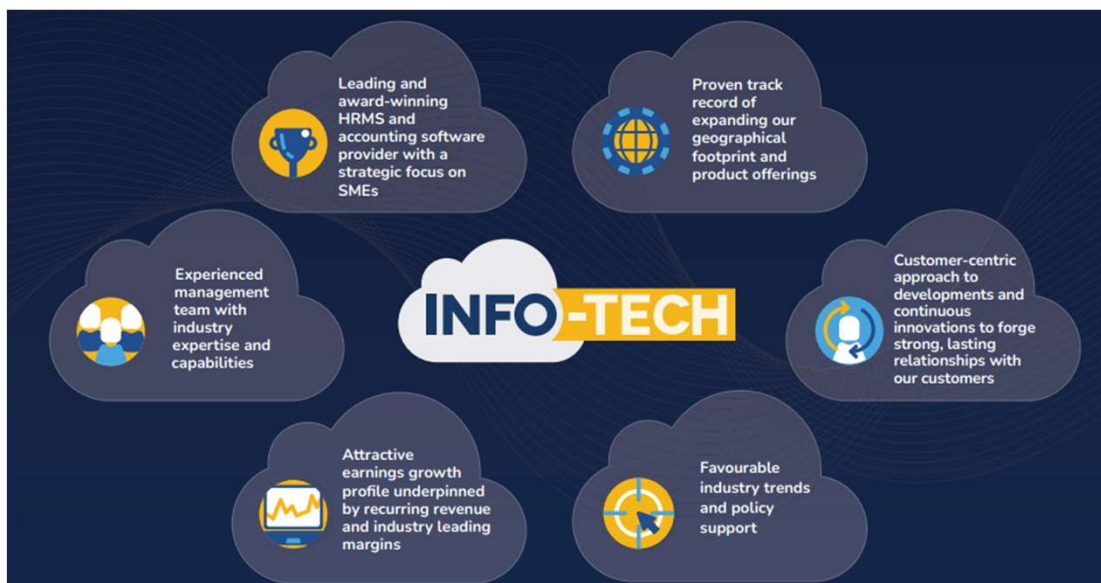 Leading and
award-winning
HRMS and
accounting software
provider with a
strategic focus on
SMEs
Proven track
record of
expanding our
geographical
footprint and
product offerings
Experienced
management
team with
industry
expertise and
capabilities
INFO-TECH
Customer-centric
approach to
developments and
continuous
innovations to forge
strong, lasting
relationships with
our customers
Attractive
earnings growth
profile underpinned
by recurring revenue
and industry leading
margins
Favourable
industry trends
and policy
support